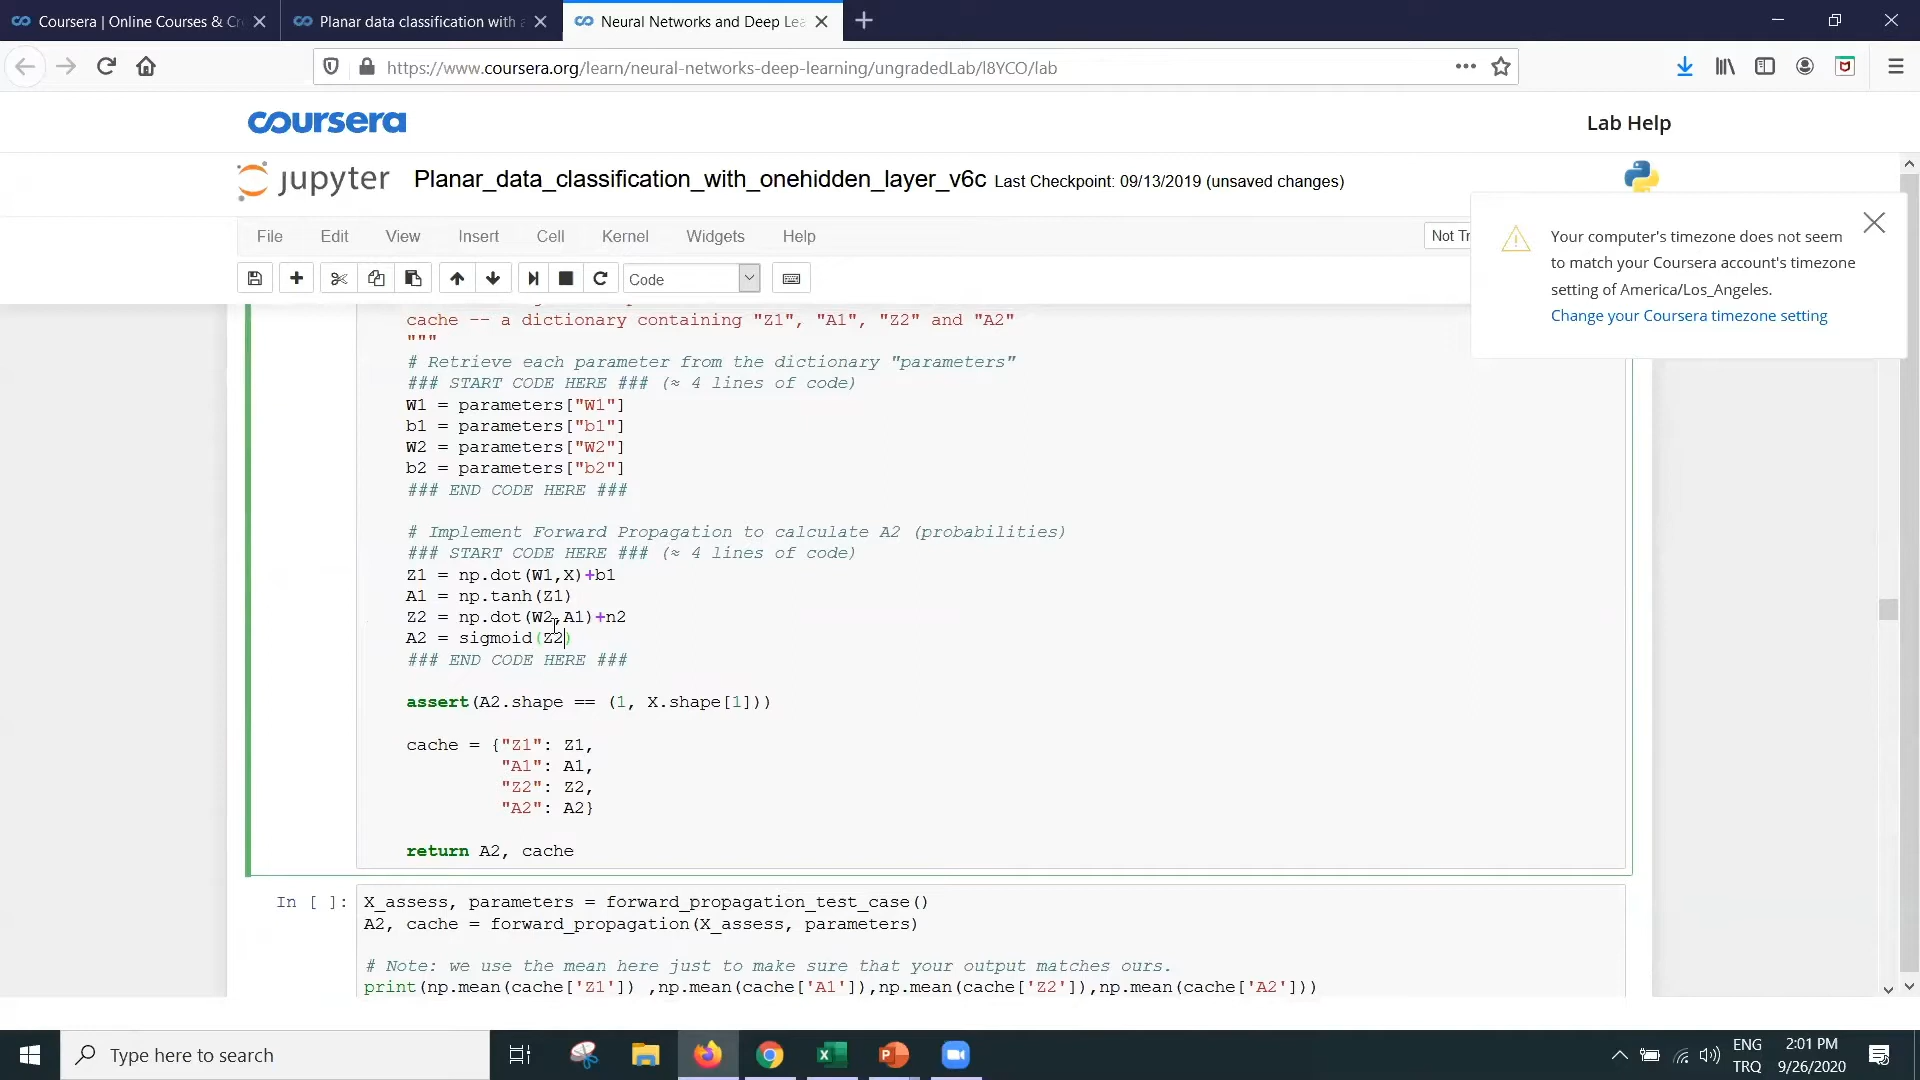 Coursera | Online Courses & Cr
Planar data classification with a
Neural Networks and Deep Lea
https://www.coursera.org/learn/neural-networks-deep-learning/ungradedLab/l8YCO/lab
coursera
Lab Help
jupyter Planar_data_classification_with_onehidden_layer_v6c Last Checkpoint: 09/13/2019 (unsaved changes)
File Edit View Insert Cell Kernel Widgets Help
Not Tr
Code
Your computer's timezone does not seem
to match your Coursera account's timezone
setting of America/Los_Angeles.
Change your Coursera timezone setting
cache -- a dictionary containing "Z1", "A1", "Z2" and "A2"
"""
# Retrieve each parameter from the dictionary "parameters"
### START CODE HERE ### (≈ 4 lines of code)
W1 = parameters["W1"]
b1 = parameters["b1"]
W2 = parameters["W2"]
b2 = parameters["b2"]
### END CODE HERE ###
# Implement Forward Propagation to calculate A2 (probabilities)
### START CODE HERE ### (≈ 4 lines of code)
Z1 = np.dot(W1,X)+b1
A1 = np.tanh(Z1)
Z2 = np.dot(W2,A1)+n2
A2 = sigmoid(Z2)
### END CODE HERE ###
assert(A2.shape == (1, X.shape[1]))
cache = {"Z1": Z1,
"A1": A1,
"Z2": Z2,
"A2": A2}
return A2, cache
In [ ]:
X_assess, parameters = forward_propagation_test_case()
A2, cache = forward_propagation(X_assess, parameters)
# Note: we use the mean here just to make sure that your output matches ours.
print(np.mean(cache['Z1']) ,np.mean(cache['A1']),np.mean(cache['Z2']),np.mean(cache['A2']))
Type here to search
ENG
TRQ
2:01 PM
9/26/2020